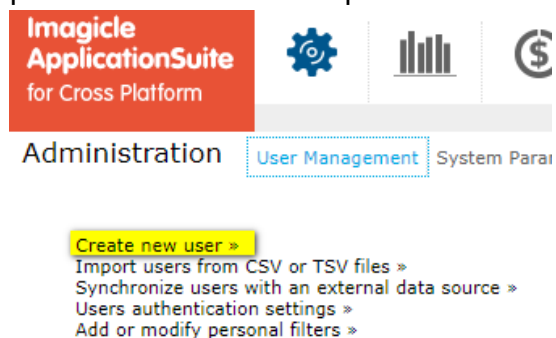 Imagicle
ApplicationSuite
for Cross Platform
Administration
User Management
System Param
Create new user »
Import users from CSV or TSV files »
Synchronize users with an external data source »
Users authentication settings »
Add or modify personal filters »